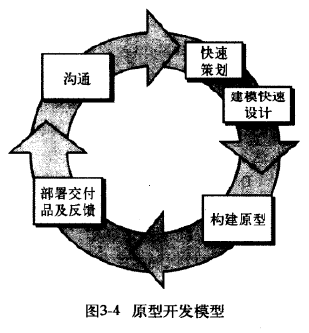 沟通
快速
策划
建模快速
设计
构建原型
部署交付
品及反馈
图3-4 原型开发模型